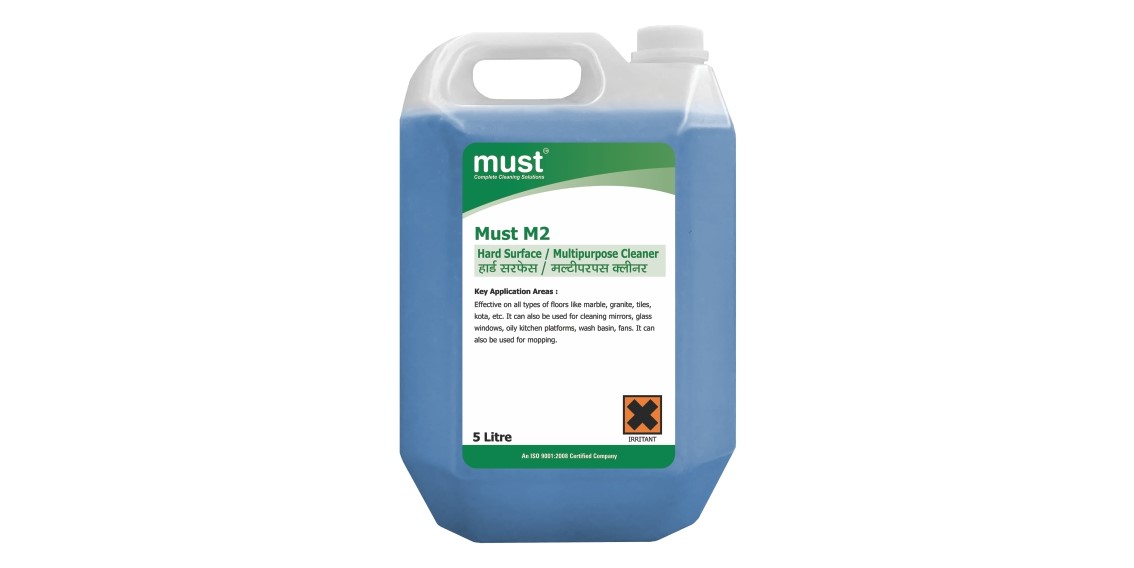 must™
Complete Cleaning Solutions
Must M2
Hard Surface / Multipurpose Cleaner
हार्ड सरफेस / मल्टीपरपस क्लीनर
Key Application Areas :
Effective on all types of floors like marble, granite, tiles,
kota, etc. It can also be used for cleaning mirrors, glass
windows, oily kitchen platforms, wash basin, fans. It can
also be used for mopping.
5 Litre
IRRITANT
An ISO 9001:2008 Certified Company